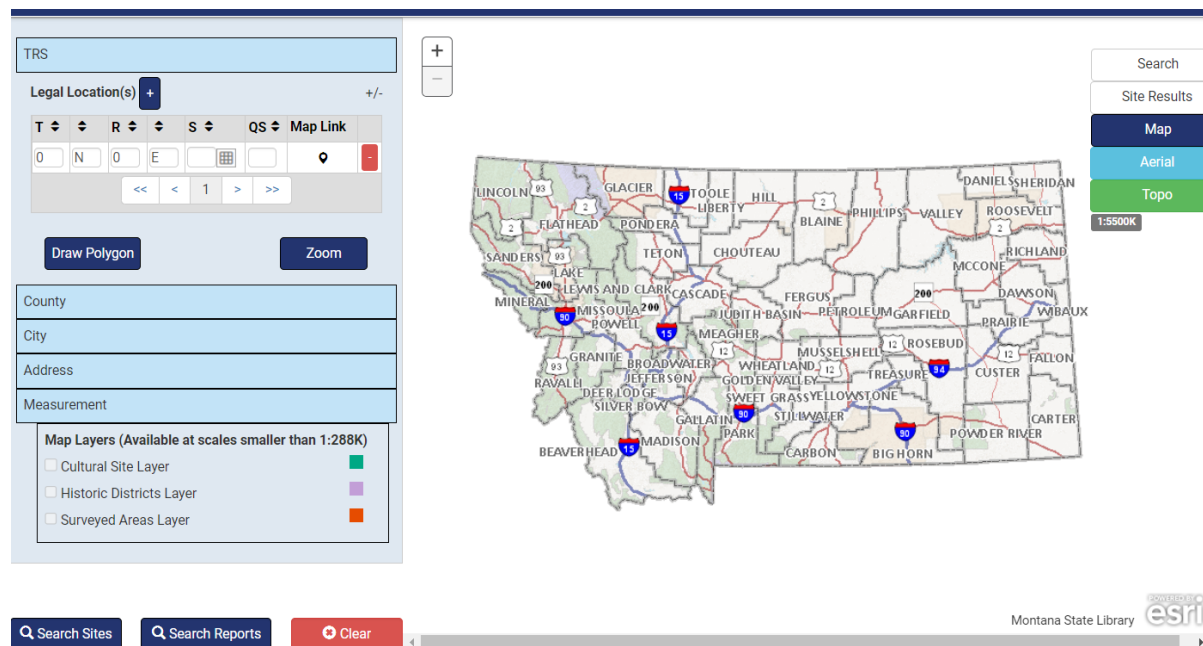 TRS
Legal Location(s) +
+/-
T R S QS Map Link
0 N 0 E -
<< < 1 > >>
Draw Polygon
Zoom
County
City
Address
Measurement
Map Layers (Available at scales smaller than 1:288K)
Cultural Site Layer
Historic Districts Layer
Surveyed Areas Layer
Search Sites
Search Reports
Clear
+
−
Search
Site Results
Map
Aerial
Topo
1:5500K
LINCOLN 93 GLACIER 15 TOOLE HILL 2 DANIELS SHERIDAN
2 LIBERTY BLAINE PHILLIPS VALLEY ROOSEVELT
2 FLATHEAD PONDERA 2
SANDERS 93 TETON CHOUTEAU RICHLAND
LAKE MCCONE
200 LEWIS AND CLARK CASCADE FERGUS 200 DAWSON
MINERAL 90 MISSOULA 200 JUDITH BASIN PETROLEUM GARFIELD WIBAUX
POWELL 15 MEAGHER PRAIRIE
GRANITE BROADWATER 12 MUSSELSHELL 12 ROSEBUD 12 FALLON
93 JEFFERSON WHEATLAND 12 TREASURE 94 CUSTER
RAVALLI GOLDEN VALLEY
DEER LODGE SWEET GRASS YELLOWSTONE
SILVER BOW 90 STILLWATER
GALLATIN PARK 90 CARTER
BEAVERHEAD 15 MADISON CARBON BIG HORN POWDER RIVER
Montana State Library
POWERED BY
esri